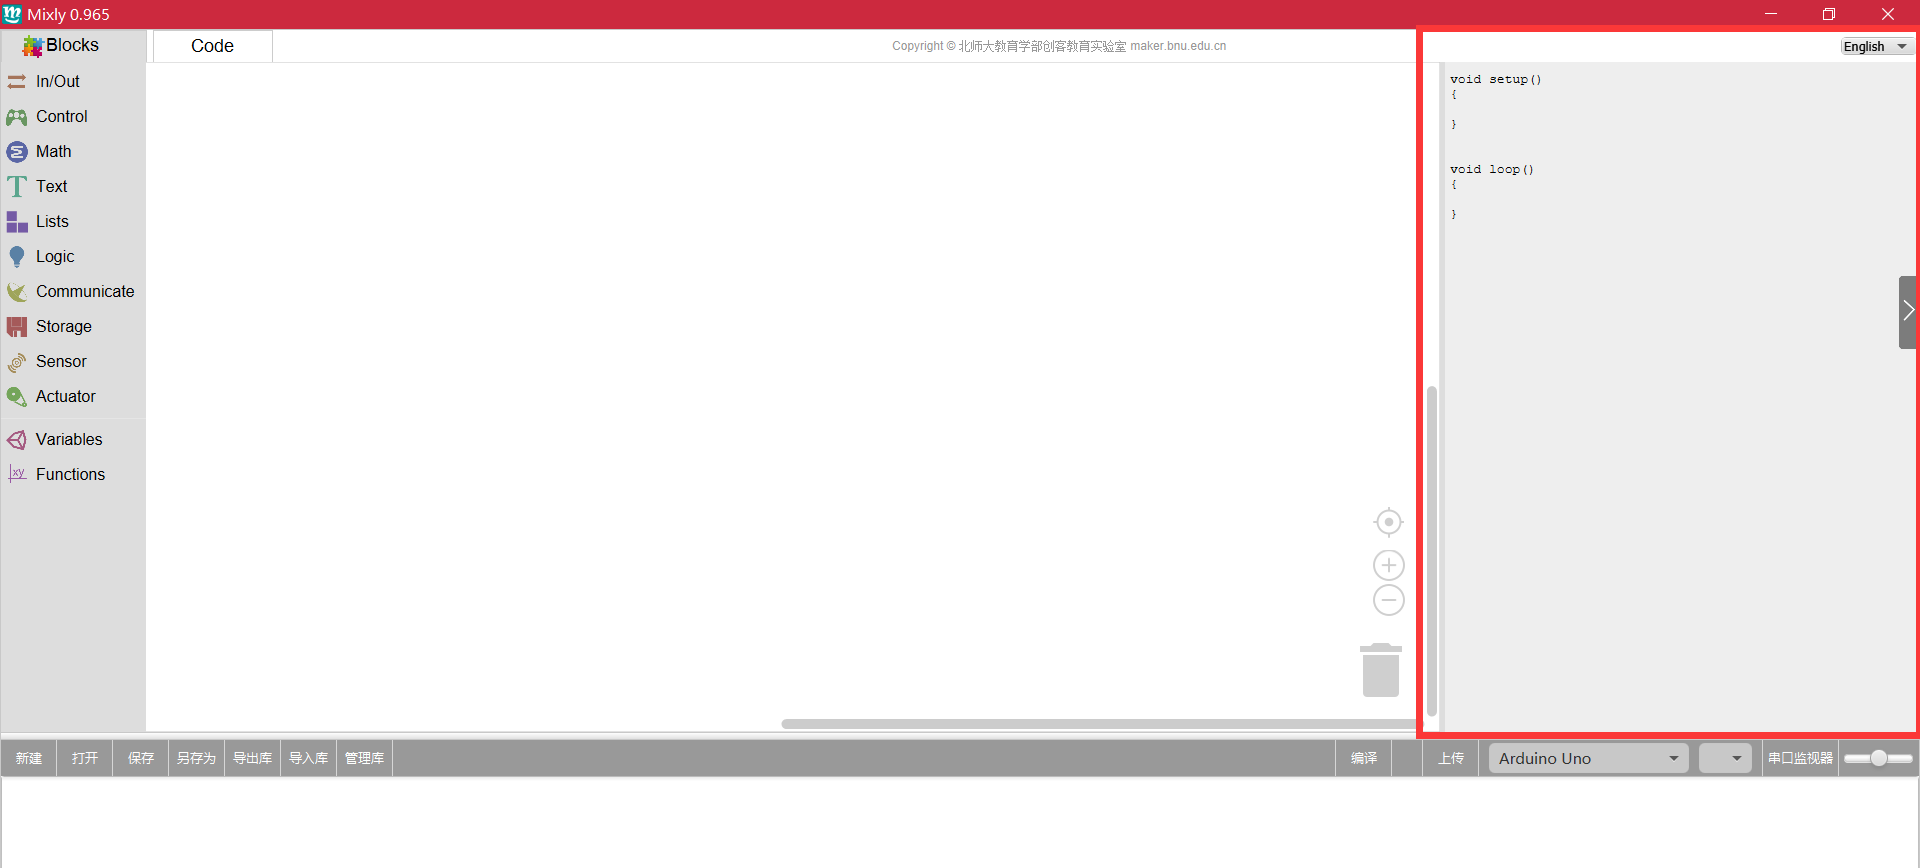 Mixly 0.965
Blocks
Code
Copyright © 北师大教育学部创客教育实验室 maker.bnu.edu.cn
English
In/Out
Control
Math
Text
Lists
Logic
Communicate
Storage
Sensor
Actuator
Variables
Functions
void setup()
{
}
void loop()
{
}
新建
打开
保存
另存为
导出库
导入库
管理库
编译
上传
Arduino Uno
串口监视器